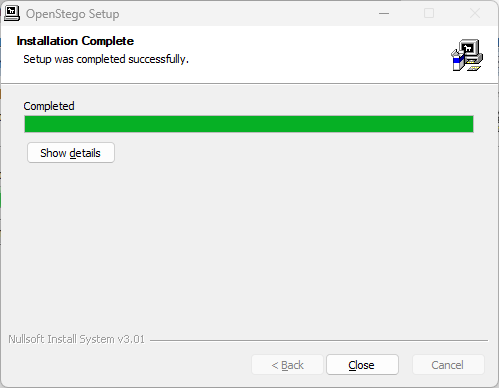 OpenStego Setup
Installation Complete
Setup was completed successfully.
Completed
Show details
Nullsoft Install System v3.01
< Back
Close
Cancel